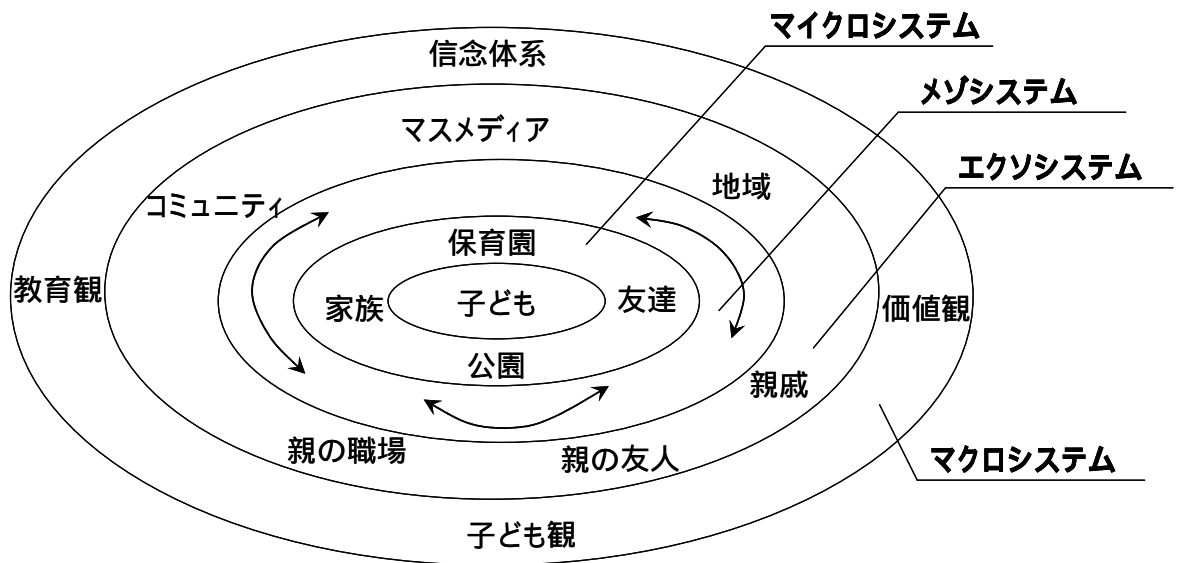 マイクロシステム
信念体系
メゾシステム
マスメディア
エクソシステム
地域
コミュニティ
保育園
教育観
家族
子ども
友達
価値観
公園
親戚
親の職場
親の友人
マクロシステム
子ども観